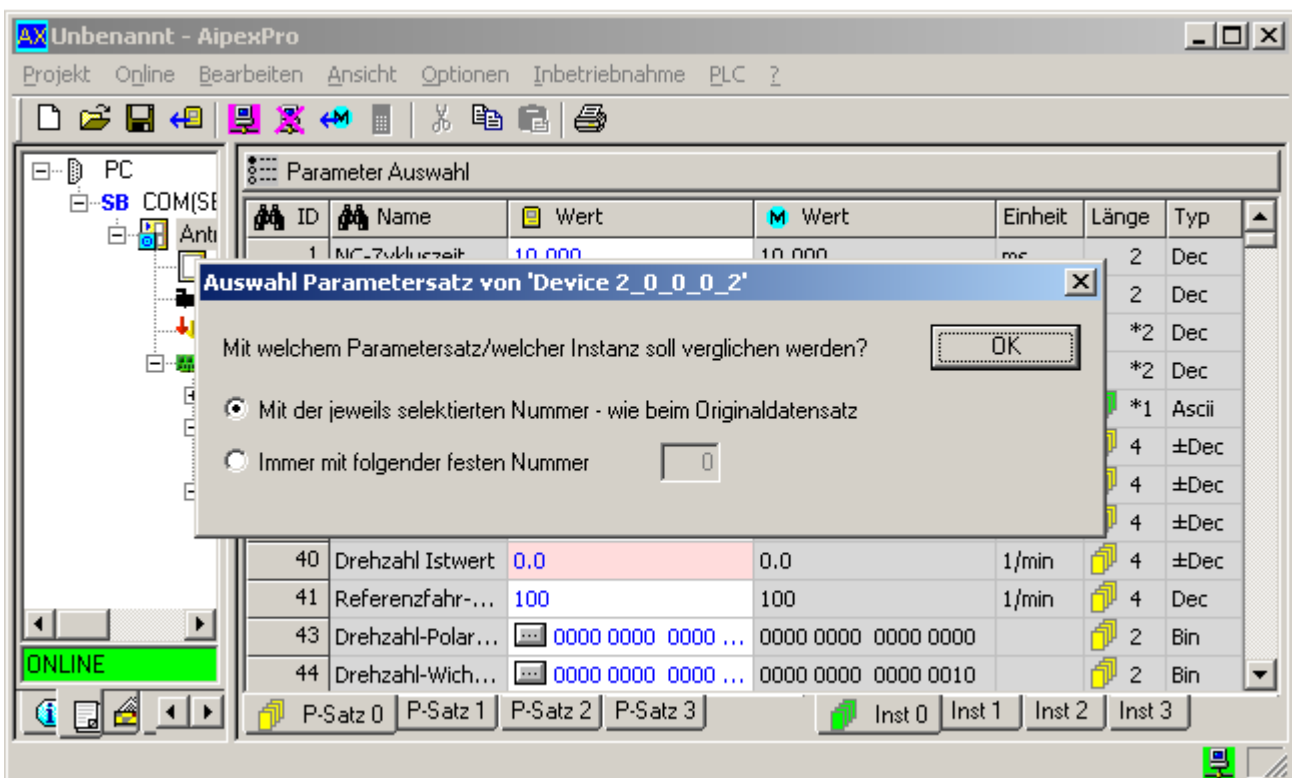 AX Unbenannt - AipexPro
Projekt Online Bearbeiten Ansicht Optionen Inbetriebnahme PLC ?
PC
SB COM(SE
Parameter Auswahl
ID Name Wert M Wert Einheit Länge Typ
1 NC-Zykluszeit 10.000 10.000 ms 2 Dec
Auswahl Parametersatz von 'Device 2_0_0_0_2'
2 Dec
Mit welchem Parametersatz/welcher Instanz soll verglichen werden? OK
*2 Dec
*2 Dec
Mit der jeweils selektierten Nummer - wie beim Originaldatensatz
*1 Ascii
4 ±Dec
Immer mit folgender festen Nummer 0
4 ±Dec
4 ±Dec
40 Drehzahl Istwert 0.0 0.0 1/min 4 ±Dec
41 Referenzfahr-... 100 100 1/min 4 Dec
43 Drehzahl-Polar... ... 0000 0000 0000 ... 0000 0000 0000 0000 2 Bin
44 Drehzahl-Wich... ... 0000 0000 0000 ... 0000 0000 0000 0010 2 Bin
ONLINE
P-Satz 0 P-Satz 1 P-Satz 2 P-Satz 3 Inst 0 Inst 1 Inst 2 Inst 3